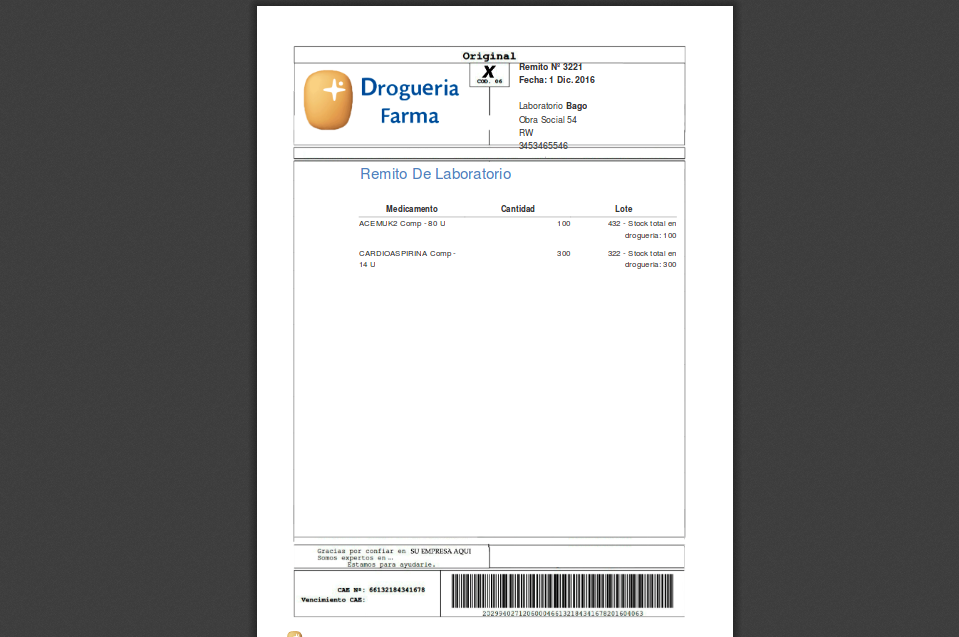 Original
X
COD. 06
Drogueria
Farma
Remito Nº 3221
Fecha: 1 Dic. 2016
Laboratorio Bago
Obra Social 54
RW
3453465546
Remito De Laboratorio
Medicamento Cantidad Lote
ACEMUK2 Comp - 80 U 100 432 - Stock total en
drogueria: 100
CARDIOASPIRINA Comp - 300 322 - Stock total en
14 U drogueria: 300
Gracias por confiar en SU EMPRESA AQUI
Somos expertos en...
Estamos para ayudarle.
CAE Nº: 66132184341678
Vencimiento CAE: